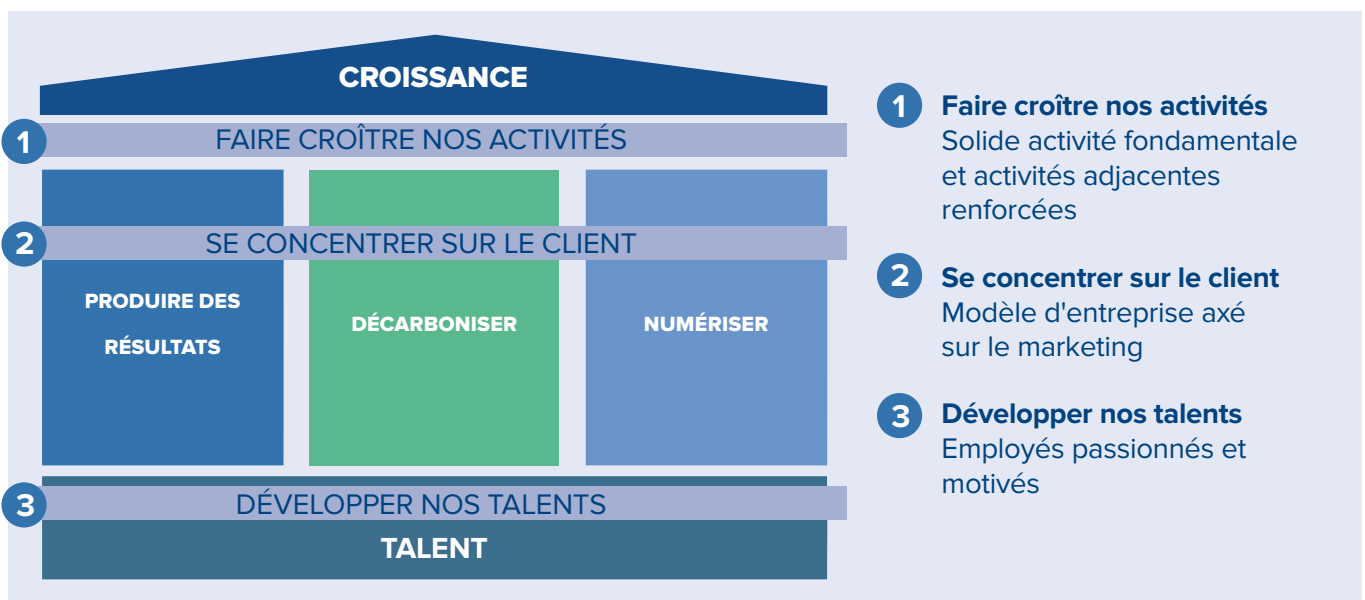 CROISSANCE
1
FAIRE CROÎTRE NOS ACTIVITÉS
2
SE CONCENTRER SUR LE CLIENT
PRODUIRE DES
RÉSULTATS
DÉCARBONISER
NUMÉRISER
3
DÉVELOPPER NOS TALENTS
TALENT
1
Faire croître nos activités
Solide activité fondamentale
et activités adjacentes
renforcées
2
Se concentrer sur le client
Modèle d'entreprise axé
sur le marketing
3
Développer nos talents
Employés passionnés et
motivés